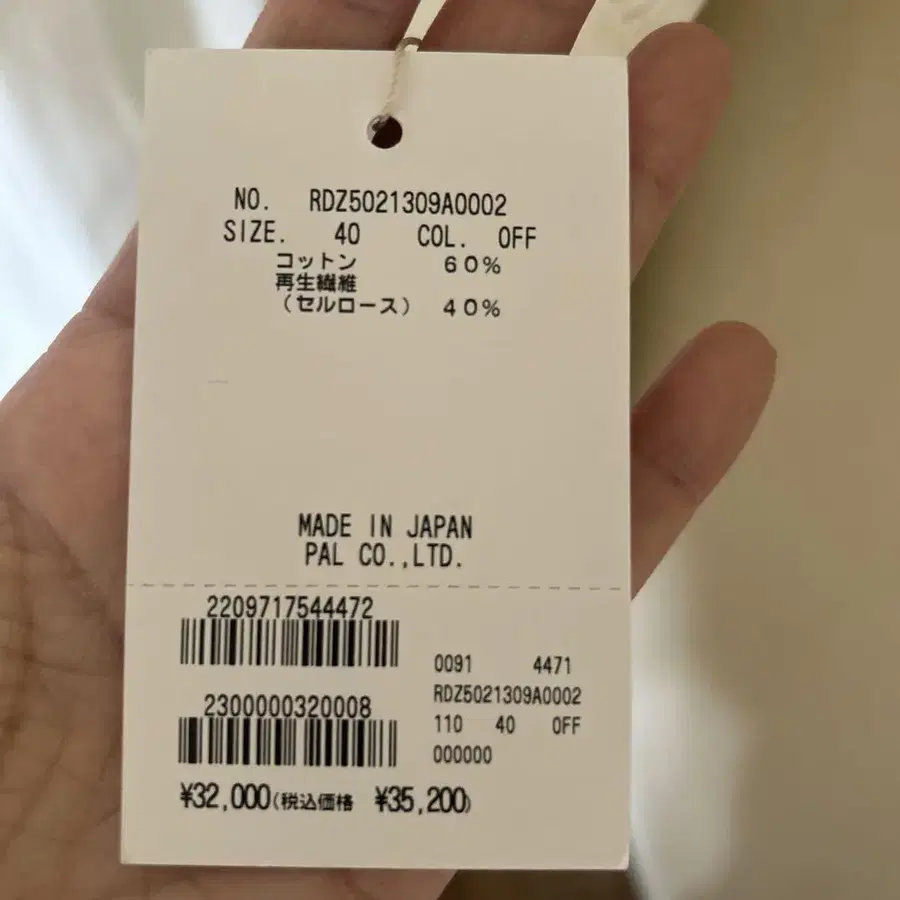 NO. RDZ5021309A0002
SIZE. 40 COL. OFF
コットン 60%
再生繊維
（セルロース） 40%
MADE IN JAPAN
PAL CO.,LTD.
2209717544472
2300000320008
¥32,000(税込価格 ¥35,200)
0091 4471
RDZ5021309A0002
110 40 OFF
000000